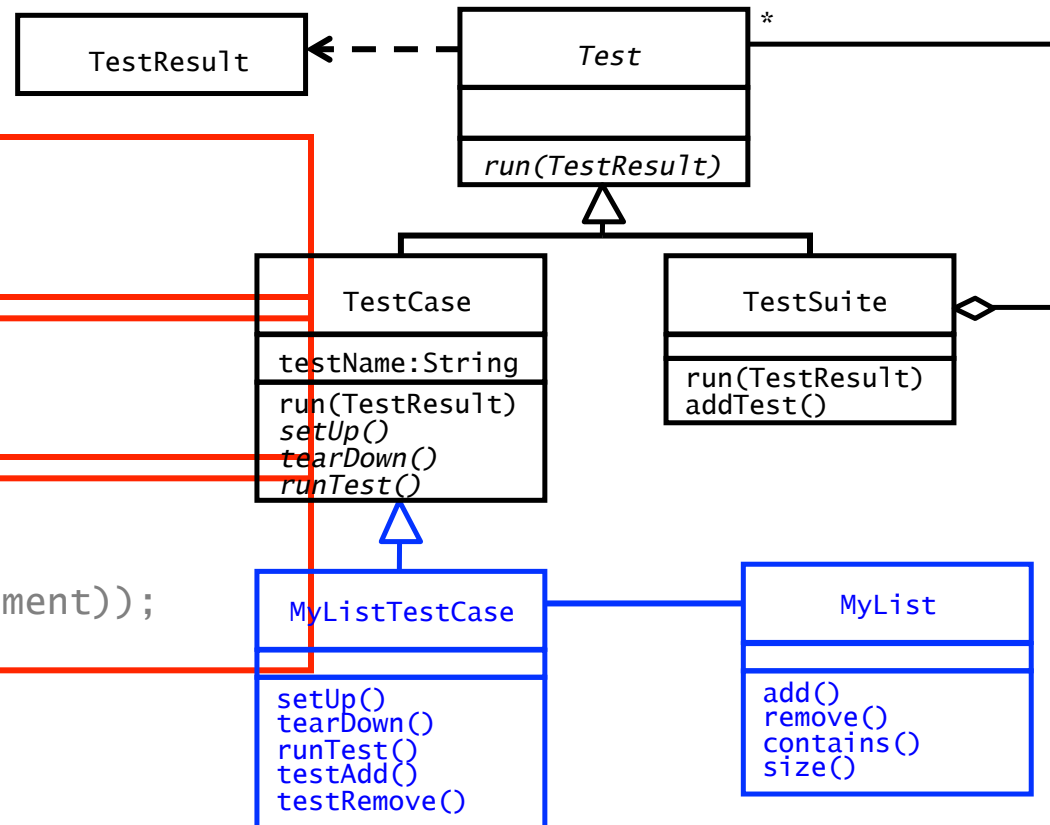 *
TestResult
Test
run(TestResult)
TestCase
testName:String
run(TestResult)
setUp()
tearDown()
runTest()
TestSuite
run(TestResult)
addTest()
ment));
MyListTestCase
setUp()
tearDown()
runTest()
testAdd()
testRemove()
MyList
add()
remove()
contains()
size()